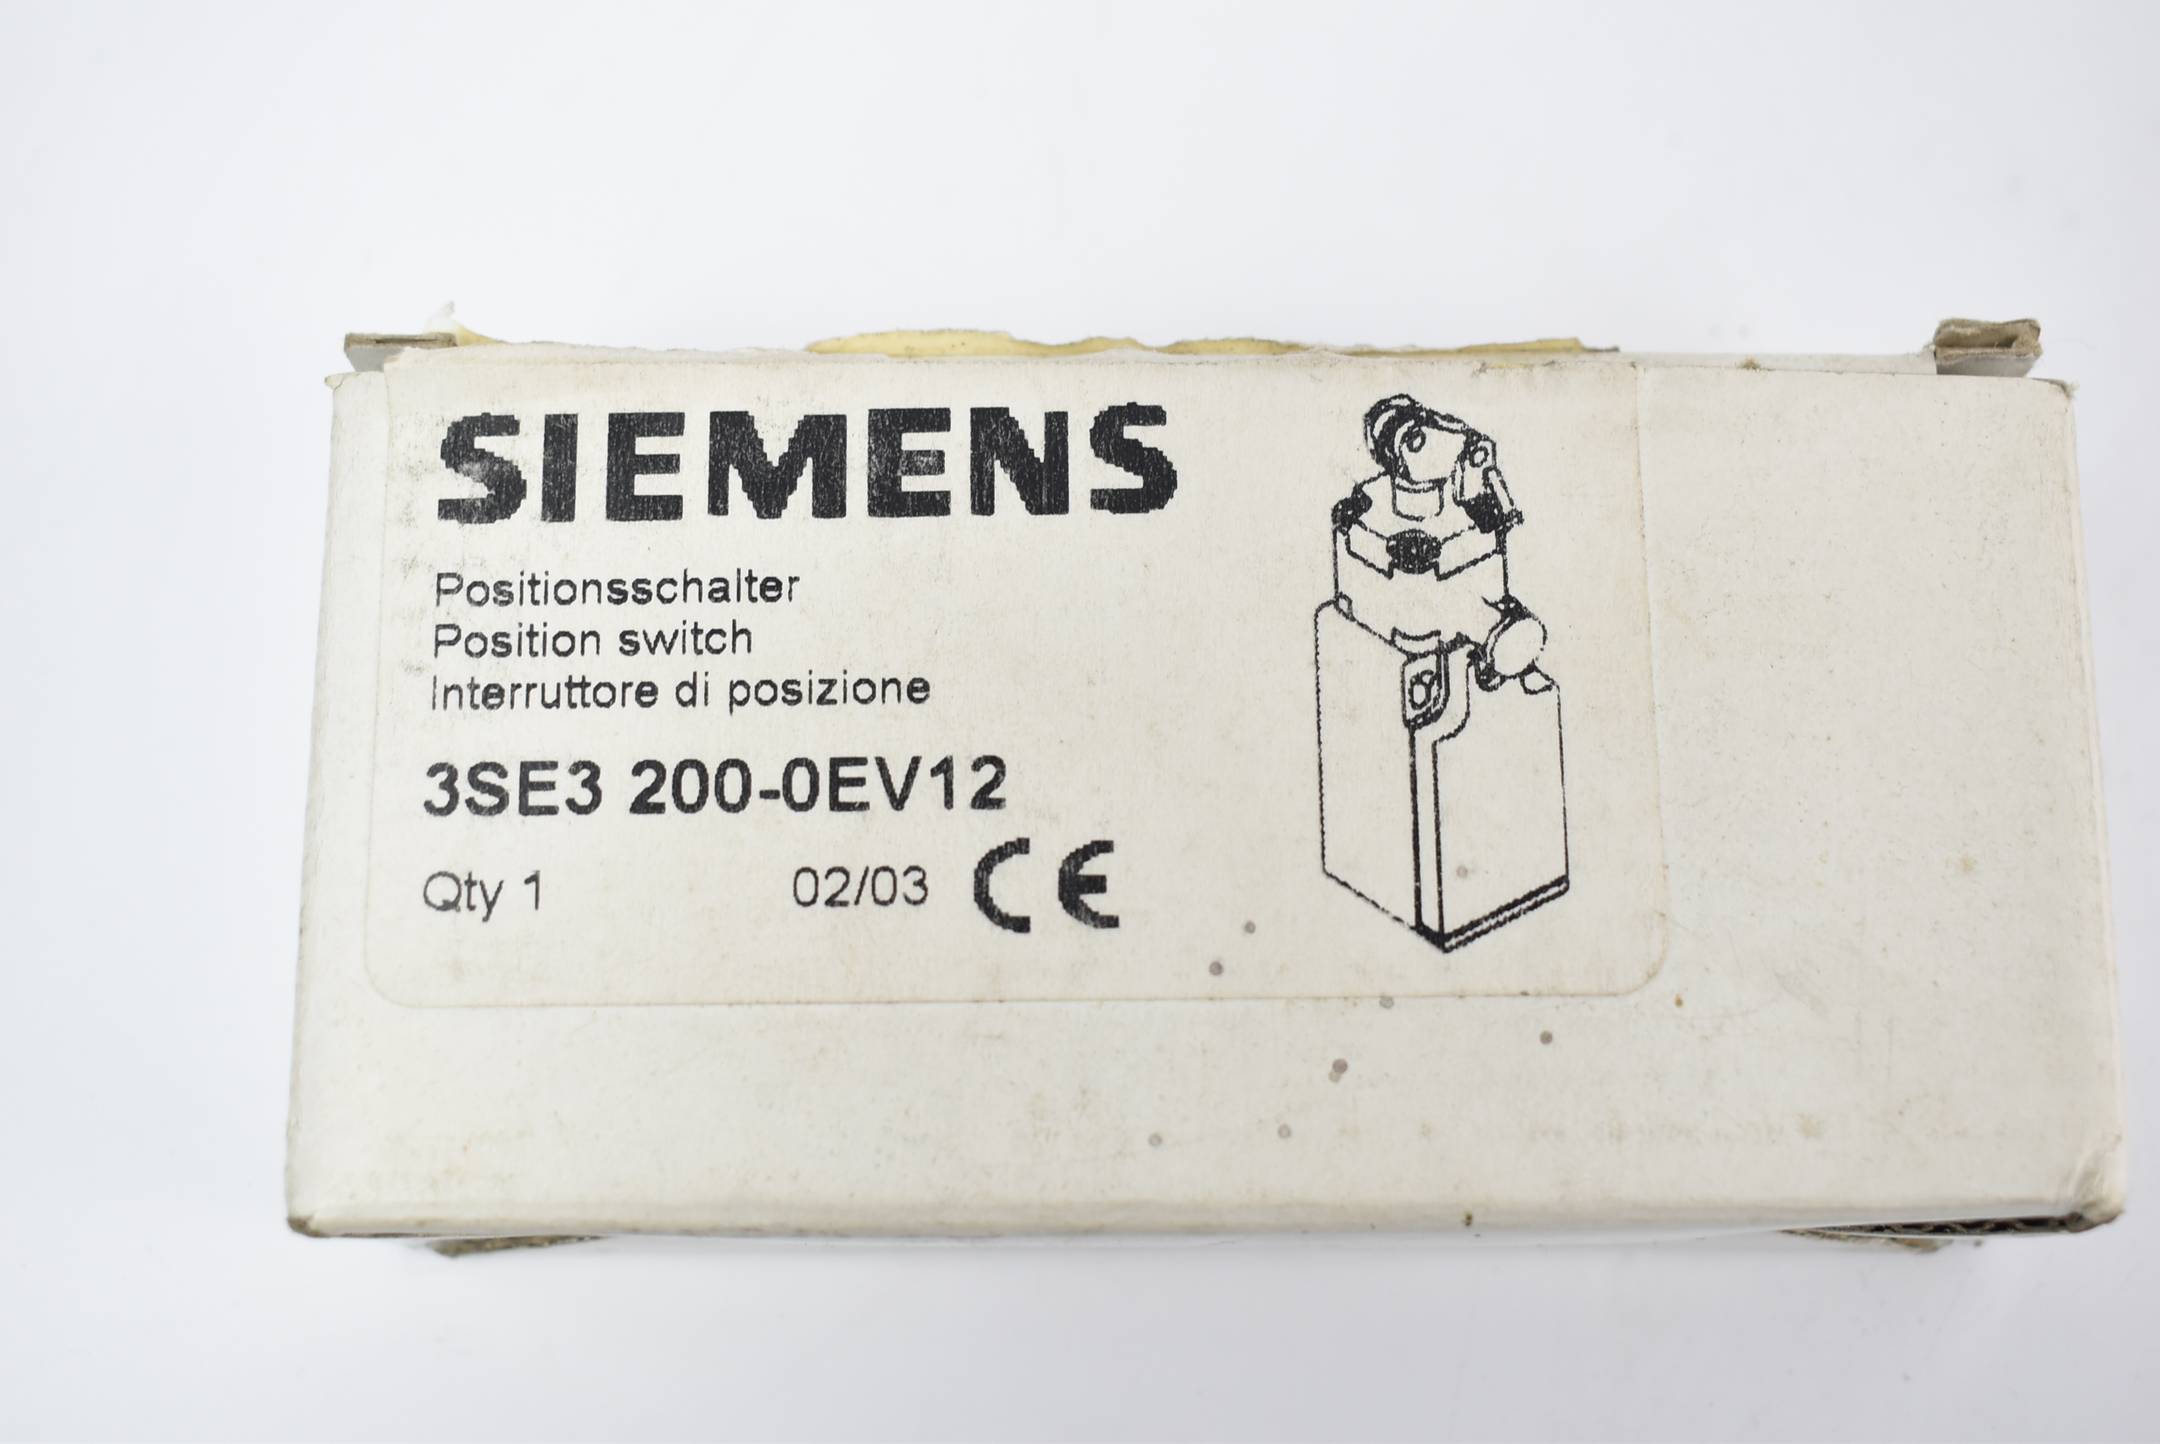 SIEMENS
Positionsschalter
Position switch
Interruttore di posizione
3SE3 200-0EV12
Qty 1 02/03 CE